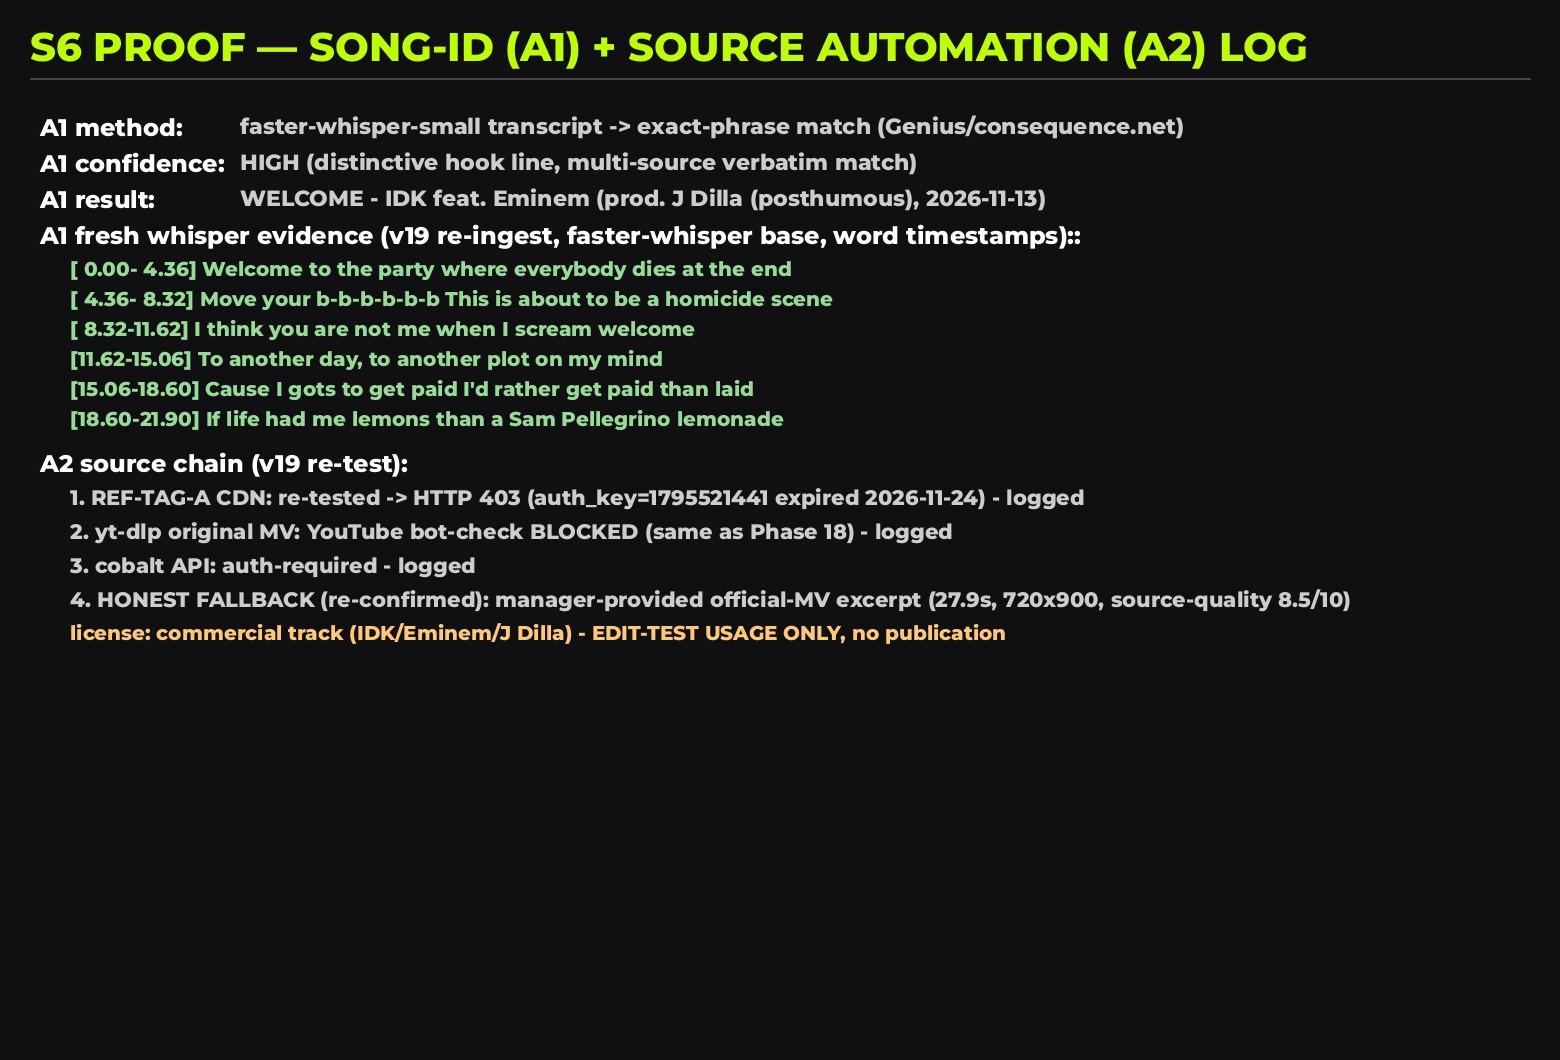 S6 PROOF — SONG-ID (A1) + SOURCE AUTOMATION (A2) LOG
A1 method: faster-whisper-small transcript -> exact-phrase match (Genius/consequence.net)
A1 confidence: HIGH (distinctive hook line, multi-source verbatim match)
A1 result: WELCOME - IDK feat. Eminem (prod. J Dilla (posthumous), 2026-11-13)
A1 fresh whisper evidence (v19 re-ingest, faster-whisper base, word timestamps)::
[ 0.00- 4.36] Welcome to the party where everybody dies at the end
[ 4.36- 8.32] Move your b-b-b-b-b-b This is about to be a homicide scene
[ 8.32-11.62] I think you are not me when I scream welcome
[11.62-15.06] To another day, to another plot on my mind
[15.06-18.60] Cause I gots to get paid I'd rather get paid than laid
[18.60-21.90] If life had me lemons than a Sam Pellegrino lemonade
A2 source chain (v19 re-test):
1. REF-TAG-A CDN: re-tested -> HTTP 403 (auth_key=1795521441 expired 2026-11-24) - logged
2. yt-dlp original MV: YouTube bot-check BLOCKED (same as Phase 18) - logged
3. cobalt API: auth-required - logged
4. HONEST FALLBACK (re-confirmed): manager-provided official-MV excerpt (27.9s, 720x900, source-quality 8.5/10)
license: commercial track (IDK/Eminem/J Dilla) - EDIT-TEST USAGE ONLY, no publication